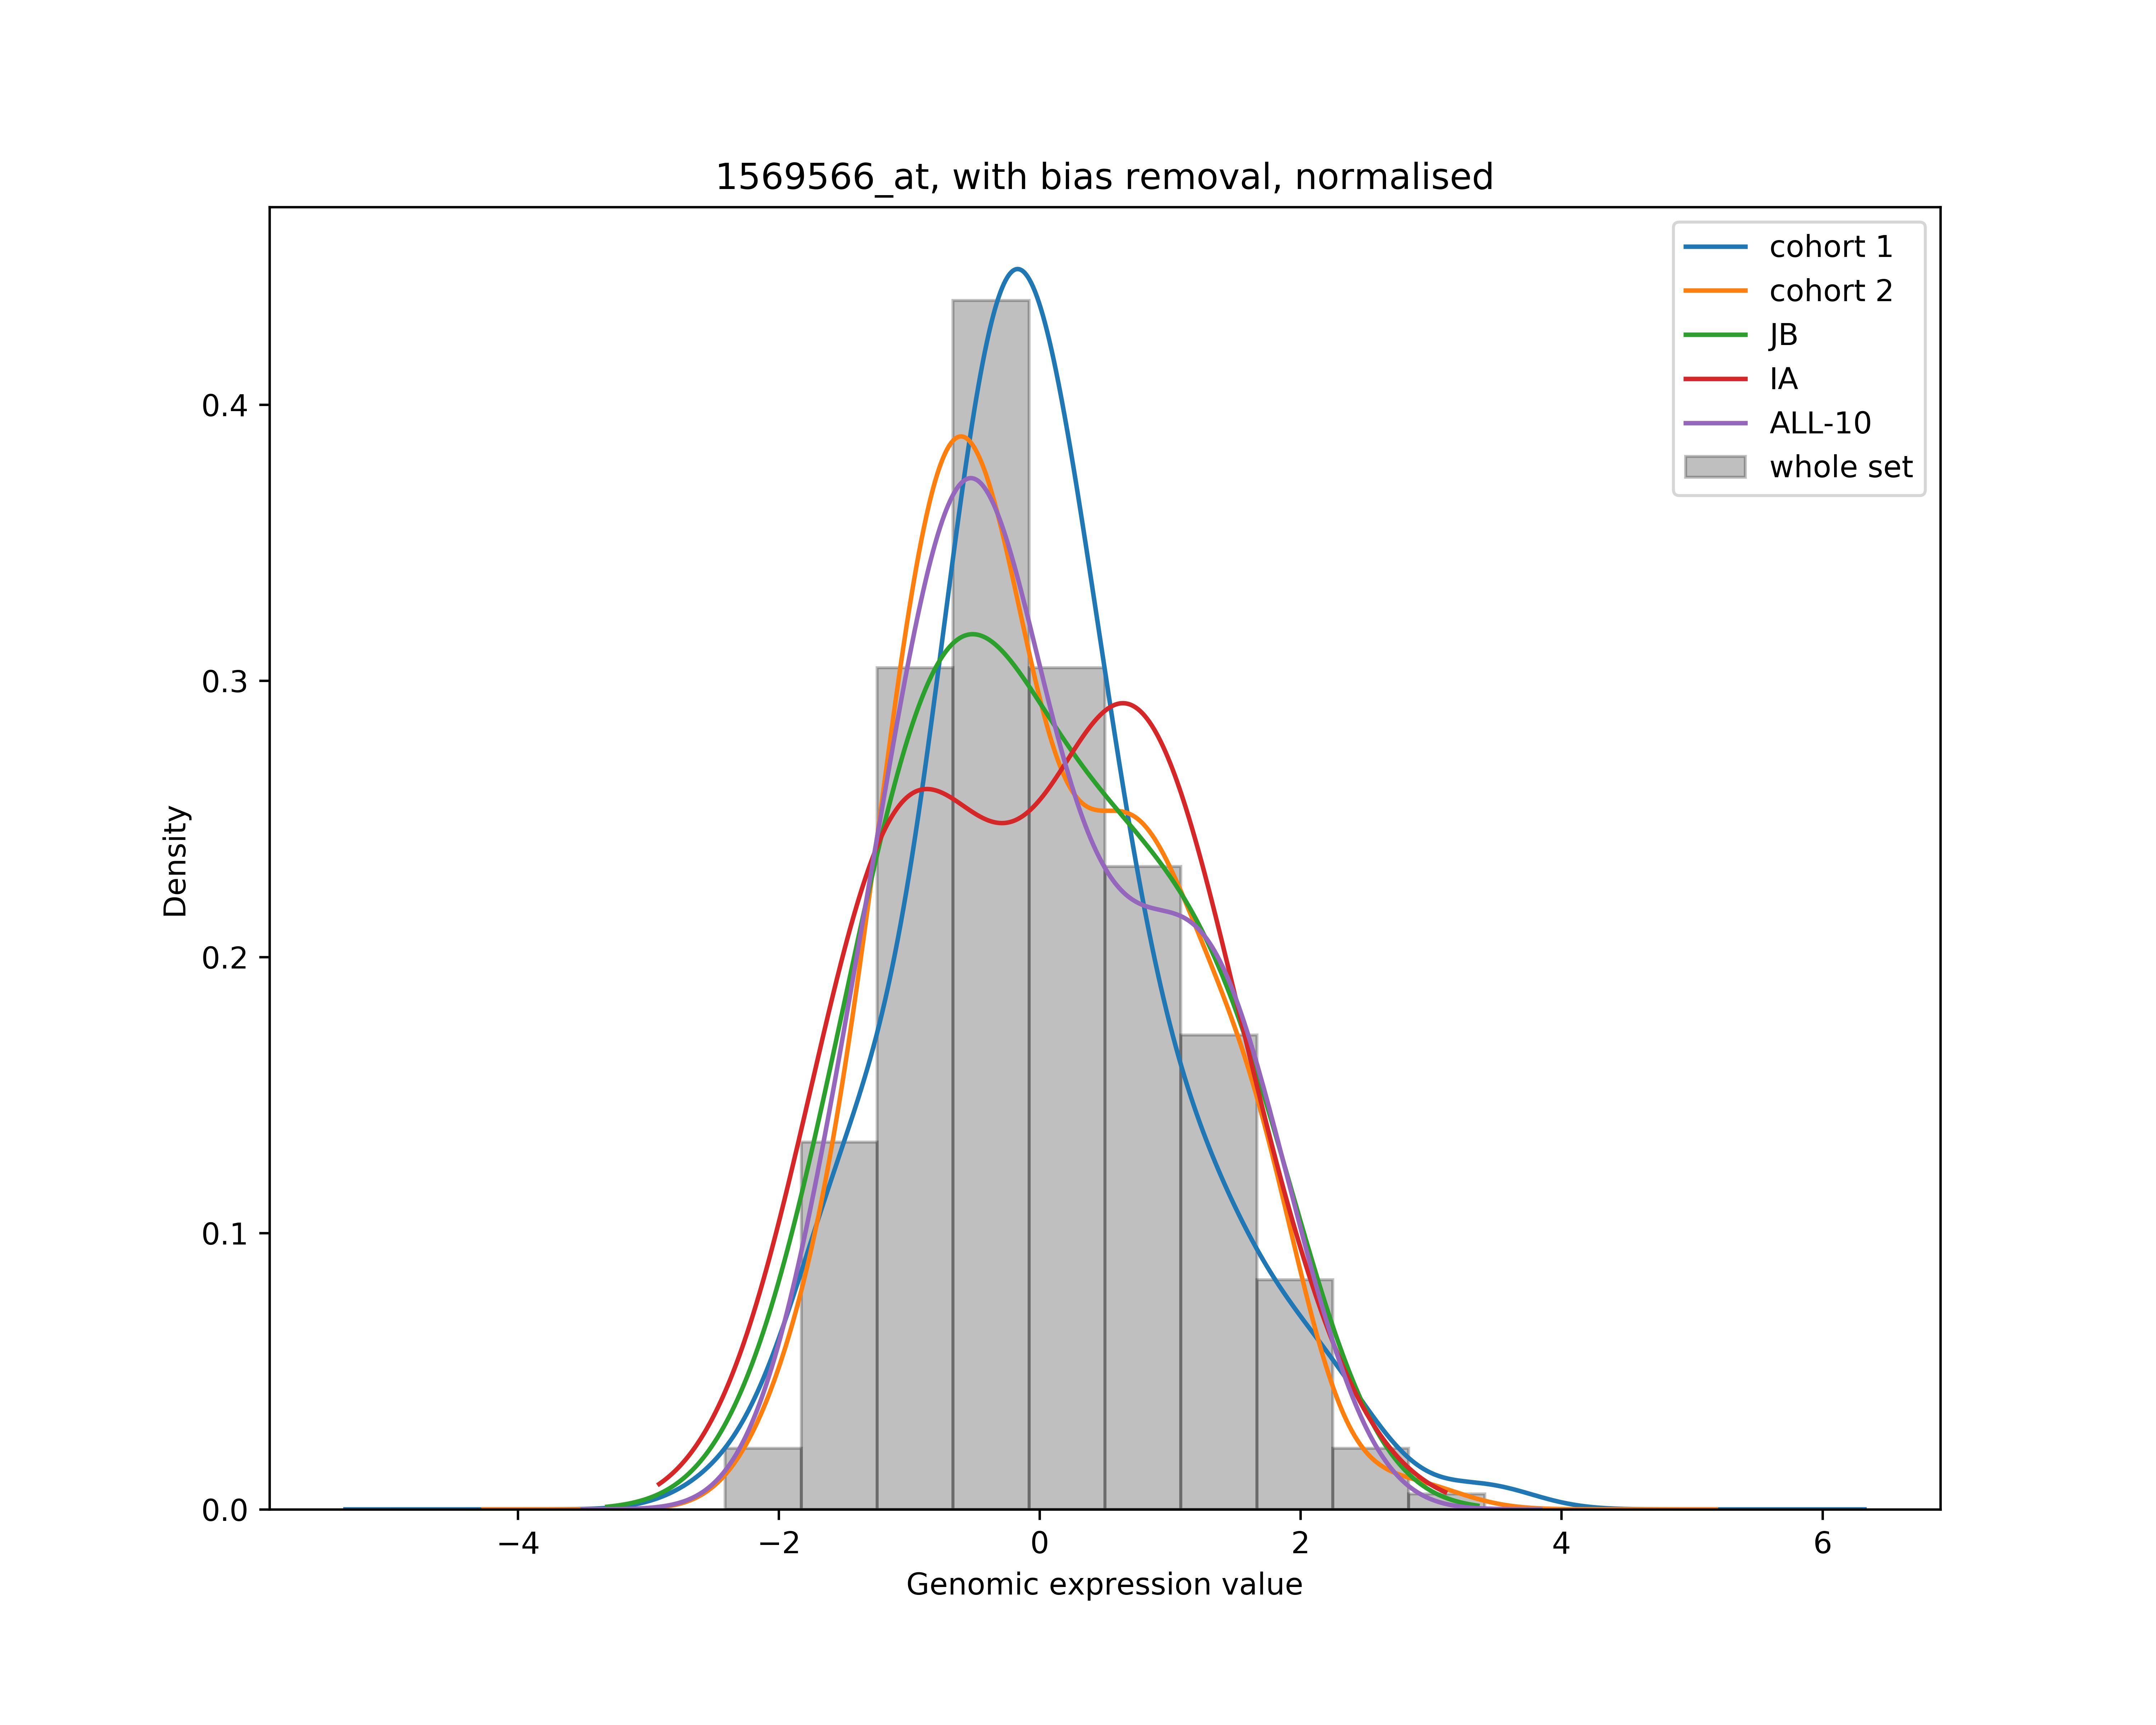 1569566_at, with bias removal, normalised
cohort 1
cohort 2
JB
IA
ALL-10
whole set
Density
0.4
0.3
0.2
0.1
0.0
−4
−2
0
2
4
6
Genomic expression value